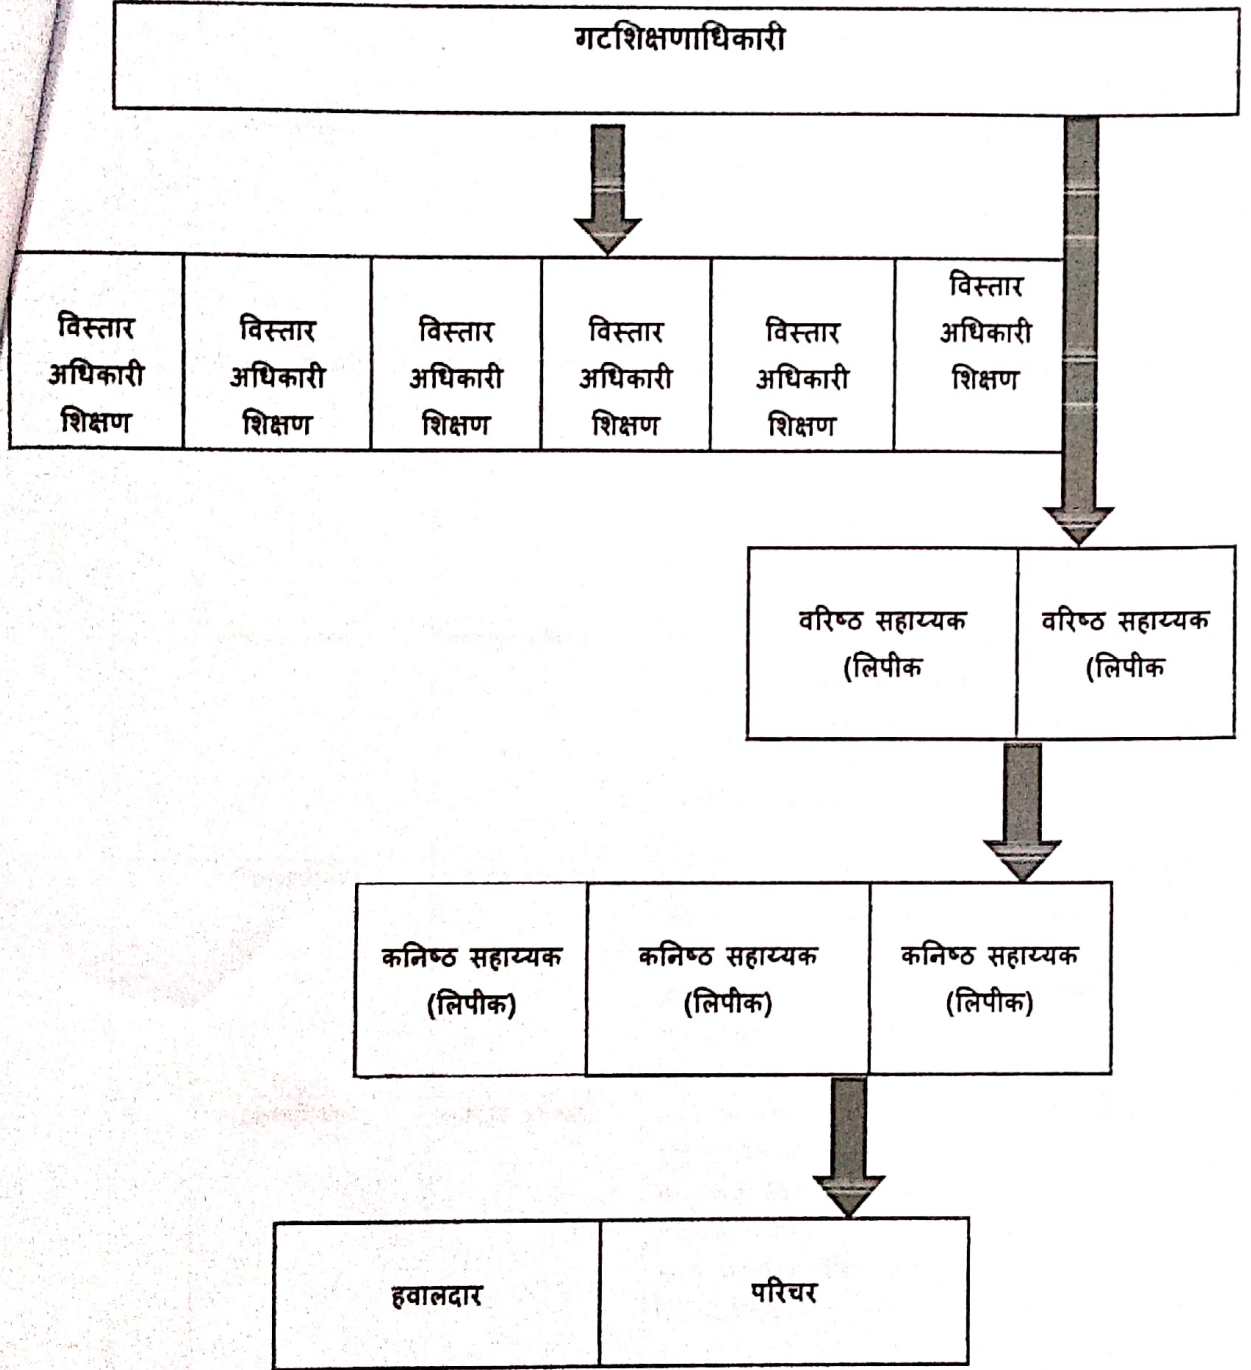 गटशिक्षणाधिकारी
विस्तार
अधिकारी
शिक्षण
विस्तार
अधिकारी
शिक्षण
विस्तार
अधिकारी
शिक्षण
विस्तार
अधिकारी
शिक्षण
विस्तार
अधिकारी
शिक्षण
विस्तार
अधिकारी
शिक्षण
वरिष्ठ सहाय्यक
(लिपीक
वरिष्ठ सहाय्यक
(लिपीक
कनिष्ठ सहाय्यक
(लिपीक)
कनिष्ठ सहाय्यक
(लिपीक)
कनिष्ठ सहाय्यक
(लिपीक)
हवालदार
परिचर